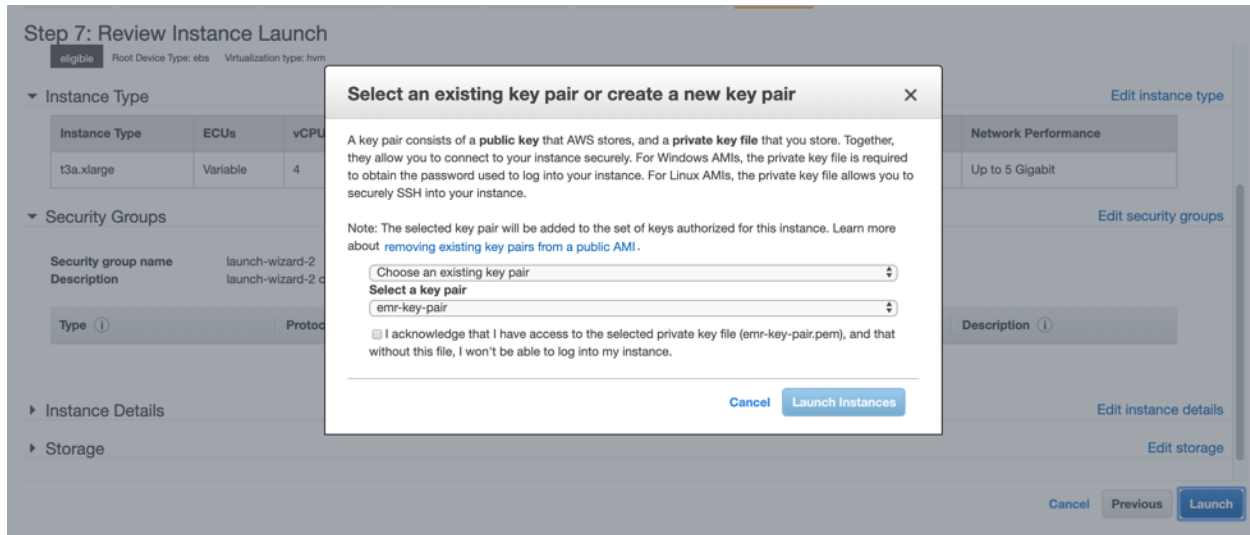 Step 7: Review Instance Launch
eligible Root Device Type: ebs Virtualization type: hvm
Instance Type
Edit instance type
Instance Type ECUs vCPU Network Performance
t3a.xlarge Variable 4 Up to 5 Gigabit
Security Groups
Edit security groups
Security group name launch-wizard-2
Description launch-wizard-2 c
Type Protoc Description
Instance Details
Edit instance details
Storage
Edit storage
Cancel Previous Launch
Select an existing key pair or create a new key pair
A key pair consists of a public key that AWS stores, and a private key file that you store. Together,
they allow you to connect to your instance securely. For Windows AMIs, the private key file is required
to obtain the password used to log into your instance. For Linux AMIs, the private key file allows you to
securely SSH into your instance.
Note: The selected key pair will be added to the set of keys authorized for this instance. Learn more
about removing existing key pairs from a public AMI .
Choose an existing key pair
Select a key pair
emr-key-pair
I acknowledge that I have access to the selected private key file (emr-key-pair.pem), and that
without this file, I won't be able to log into my instance.
Cancel Launch Instances